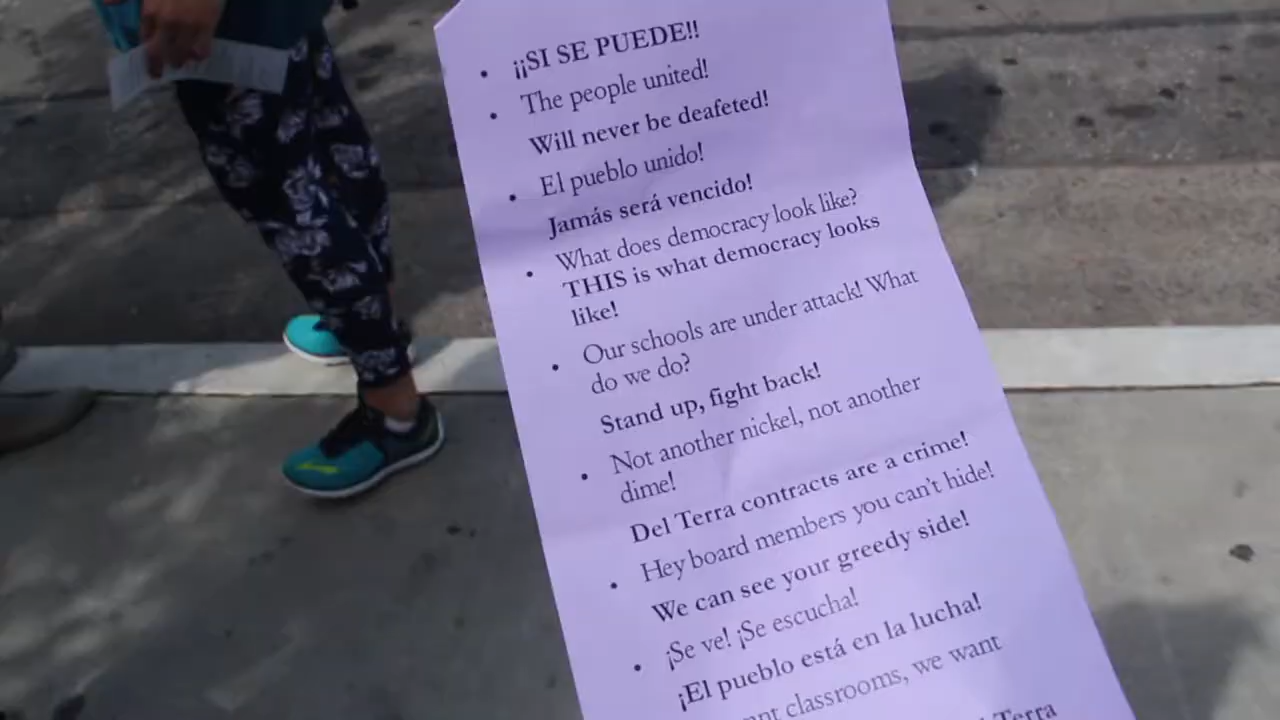 • ¡¡SI SE PUEDE!!
• The people united!
Will never be deafeted!
• El pueblo unido!
Jamás será vencido!
• What does democracy look like?
THIS is what democracy looks
like!
• Our schools are under attack! What
do we do?
Stand up, fight back!
• Not another nickel, not another
dime!
Del Terra contracts are a crime!
• Hey board members you can't hide!
We can see your greedy side!
• ¡Se ve! ¡Se escucha!
¡El pueblo está en la lucha!
classrooms, we want
Terra